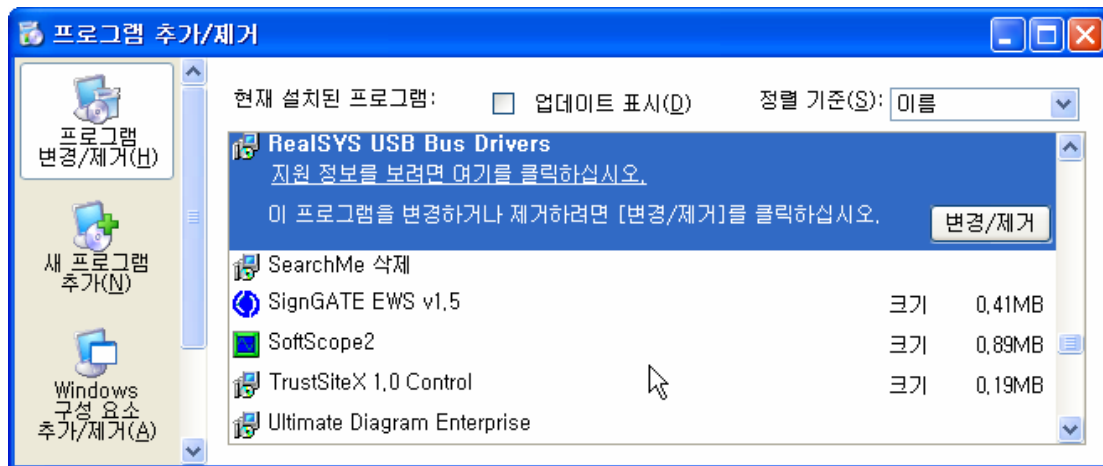 프로그램 추가/제거
프로그램
변경/제거(H)
새 프로그램
추가(N)
Windows
구성 요소
추가/제거(A)
현재 설치된 프로그램:
업데이트 표시(D)
정렬 기준(S): 이름
RealSYS USB Bus Drivers
지원 정보를 보려면 여기를 클릭하십시오.
이 프로그램을 변경하거나 제거하려면 [변경/제거]를 클릭하십시오.
변경/제거
SearchMe 삭제
SignGATE EWS v1,5 크기 0,41MB
SoftScope2 크기 0,89MB
TrustSiteX 1,0 Control 크기 0,19MB
Ultimate Diagram Enterprise